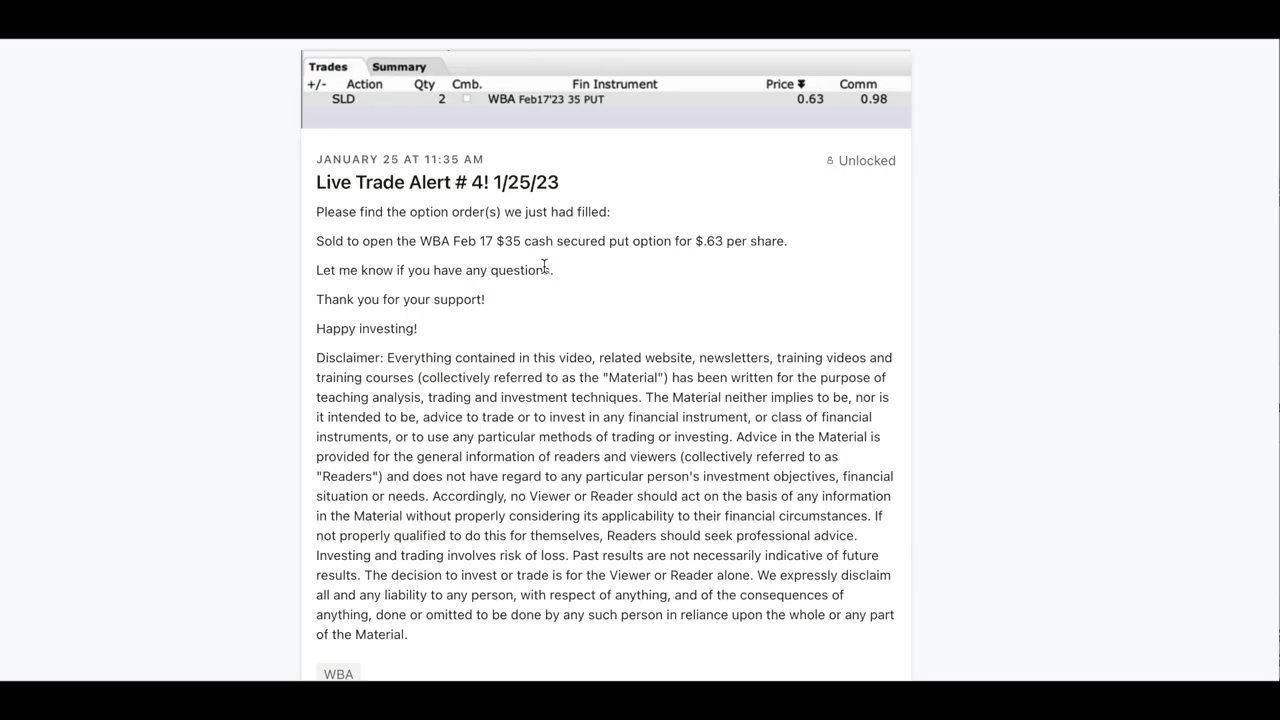 Trades Summary
+/- Action Qty Cmb. Fin Instrument Price Comm
SLD 2 WBA Feb17'23 35 PUT 0.63 0.98
JANUARY 25 AT 11:35 AM Unlocked
Live Trade Alert # 4! 1/25/23
Please find the option order(s) we just had filled:
Sold to open the WBA Feb 17 $35 cash secured put option for $.63 per share.
Let me know if you have any questions.
Thank you for your support!
Happy investing!
Disclaimer: Everything contained in this video, related website, newsletters, training videos and
training courses (collectively referred to as the "Material") has been written for the purpose of
teaching analysis, trading and investment techniques. The Material neither implies to be, nor is
it intended to be, advice to trade or to invest in any financial instrument, or class of financial
instruments, or to use any particular methods of trading or investing. Advice in the Material is
provided for the general information of readers and viewers (collectively referred to as
"Readers") and does not have regard to any particular person's investment objectives, financial
situation or needs. Accordingly, no Viewer or Reader should act on the basis of any information
in the Material without properly considering its applicability to their financial circumstances. If
not properly qualified to do this for themselves, Readers should seek professional advice.
Investing and trading involves risk of loss. Past results are not necessarily indicative of future
results. The decision to invest or trade is for the Viewer or Reader alone. We expressly disclaim
all and any liability to any person, with respect of anything, and of the consequences of
anything, done or omitted to be done by any such person in reliance upon the whole or any part
of the Material.
WBA